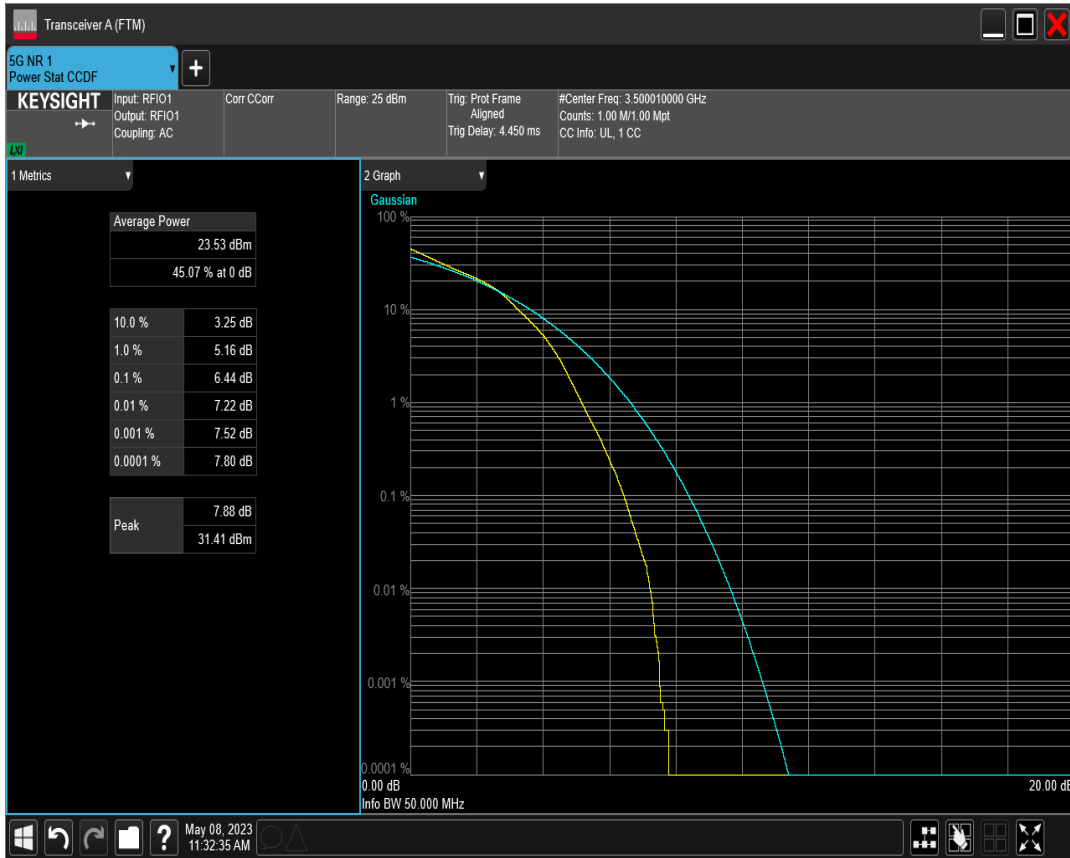 Transceiver A (FTM)
5G NR 1
Power Stat CCDF
+
KEYSIGHT
LXI
Input: RFIO1
Output: RFIO1
Coupling: AC
Corr CCorr
Range: 25 dBm
Trig: Prot Frame
Aligned
Trig Delay: 4.450 ms
#Center Freq: 3.500010000 GHz
Counts: 1.00 M/1.00 Mpt
CC Info: UL, 1 CC
1 Metrics
Average Power
23.53 dBm
45.07 % at 0 dB
10.0 % 3.25 dB
1.0 % 5.16 dB
0.1 % 6.44 dB
0.01 % 7.22 dB
0.001 % 7.52 dB
0.0001 % 7.80 dB
Peak
7.88 dB
31.41 dBm
2 Graph
Gaussian
100 %
10 %
1 %
0.1 %
0.01 %
0.001 %
0.0001 %
0.00 dB 20.00 dB
Info BW 50.000 MHz
?
May 08, 2023
11:32:35 AM